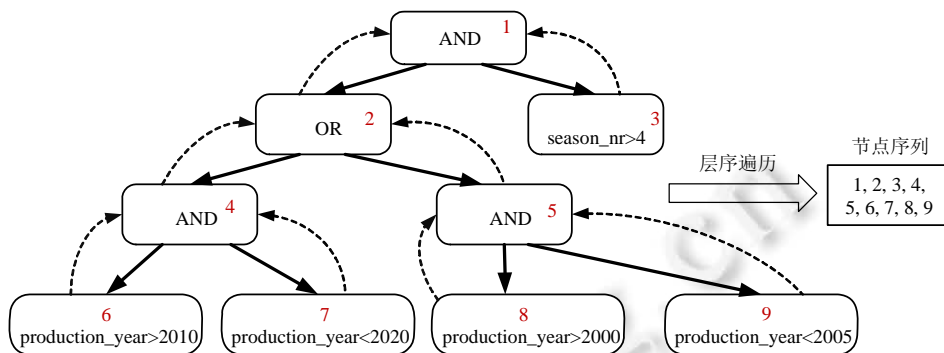 1
AND
2
OR
3
season_nr>4
层序遍历
节点序列
1, 2, 3, 4,
5, 6, 7, 8, 9
4
AND
5
AND
6
production_year>2010
7
production_year<2020
8
production_year>2000
9
production_year<2005